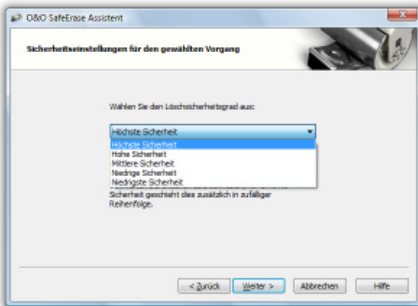 O&O SafeErase Assistent
Sicherheitseinstellungen für den gewählten Vorgang
Wählen Sie den Löschsicherheitsgrad aus:
Höchste Sicherheit
Höchste Sicherheit
Hohe Sicherheit
Mittlere Sicherheit
Niedrige Sicherheit
Niedrigste Sicherheit
Sicherheit geschieht dies zusätzlich in zufälliger
Reihenfolge.
< Zurück
Weiter >
Abbrechen
Hilfe